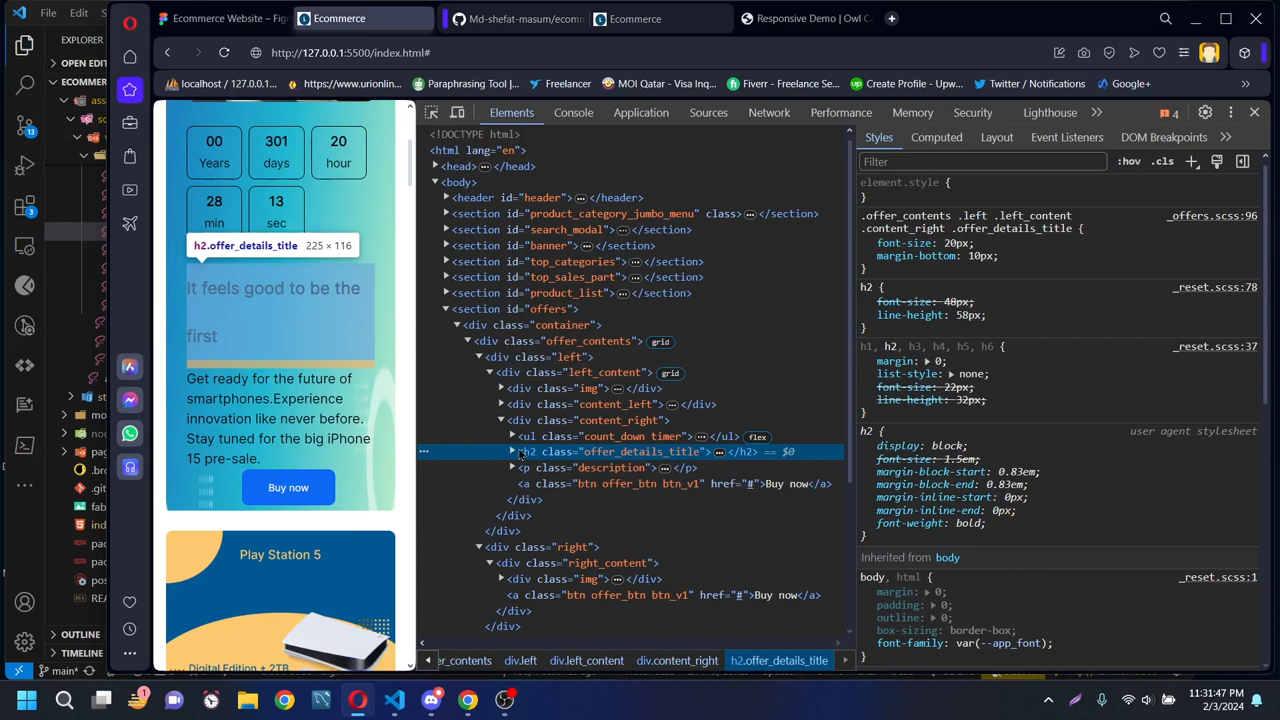 Ecommerce Website – Figm
Ecommerce
Md-shefat-masum/ecomm
Ecommerce
Responsive Demo | Owl Ca
http://127.0.0.1:5500/index.html#
localhost / 127.0.0.1...
https://www.urionlin...
Paraphrasing Tool |...
Freelancer
MOI Qatar - Visa Inq...
Fiverr - Freelance Se...
Create Profile - Upw...
Twitter / Notifications
Google+
EXPLORER
OPEN EDIT
ECOMMER
OUTLINE
TIMELINE
main*
13
3
00
Years
301
days
20
hour
28
min
13
sec
h2.offer_details_title 225 × 116
It feels good to be the
first
Get ready for the future of
smartphones.Experience
innovation like never before.
Stay tuned for the big iPhone
15 pre-sale.
Buy now
Play Station 5
Digital Edition + 2TB
Elements Console Application Sources Network Performance Memory Security Lighthouse 4
<!DOCTYPE html>
<html lang="en">
<head> </head>
<body>
<header id="header"> </header>
<section id="product_category_jumbo_menu" class> </section>
<section id="search_modal"> </section>
<section id="banner"> </section>
<section id="top_categories"> </section>
<section id="top_sales_part"> </section>
<section id="product_list"> </section>
<section id="offers">
<div class="container">
<div class="offer_contents"> grid
<div class="left">
<div class="left_content"> grid
<div class="img"> </div>
<div class="content_left"> </div>
<div class="content_right">
<ul class="count_down timer"> </ul> flex
<h2 class="offer_details_title"> </h2> == $0
<p class="description"> </p>
<a class="btn offer_btn btn_v1" href="#">Buy now</a>
</div>
</div>
</div>
<div class="right">
<div class="right_content">
<div class="img"> </div>
<a class="btn offer_btn btn_v1" href="#">Buy now</a>
</div>
</div>
er_contents div.left div.left_content div.content_right h2.offer_details_title
Styles Computed Layout Event Listeners DOM Breakpoints
Filter :hov .cls
element.style {
}
.offer_contents .left .left_content _offers.scss:96
.content_right .offer_details_title {
font-size: 20px;
margin-bottom: 10px;
}
h2 { _reset.scss:78
font-size: 48px;
line-height: 58px;
}
h1, h2, h3, h4, h5, h6 { _reset.scss:37
margin: 0;
list-style: none;
font-size: 22px;
line-height: 32px;
}
h2 { user agent stylesheet
display: block;
font-size: 1.5em;
margin-block-start: 0.83em;
margin-block-end: 0.83em;
margin-inline-start: 0px;
margin-inline-end: 0px;
font-weight: bold;
}
Inherited from body
body, html { _reset.scss:1
margin: 0;
padding: 0;
outline: 0;
box-sizing: border-box;
font-family: var(--app_font);
}
11:31:47 PM
2/3/2024